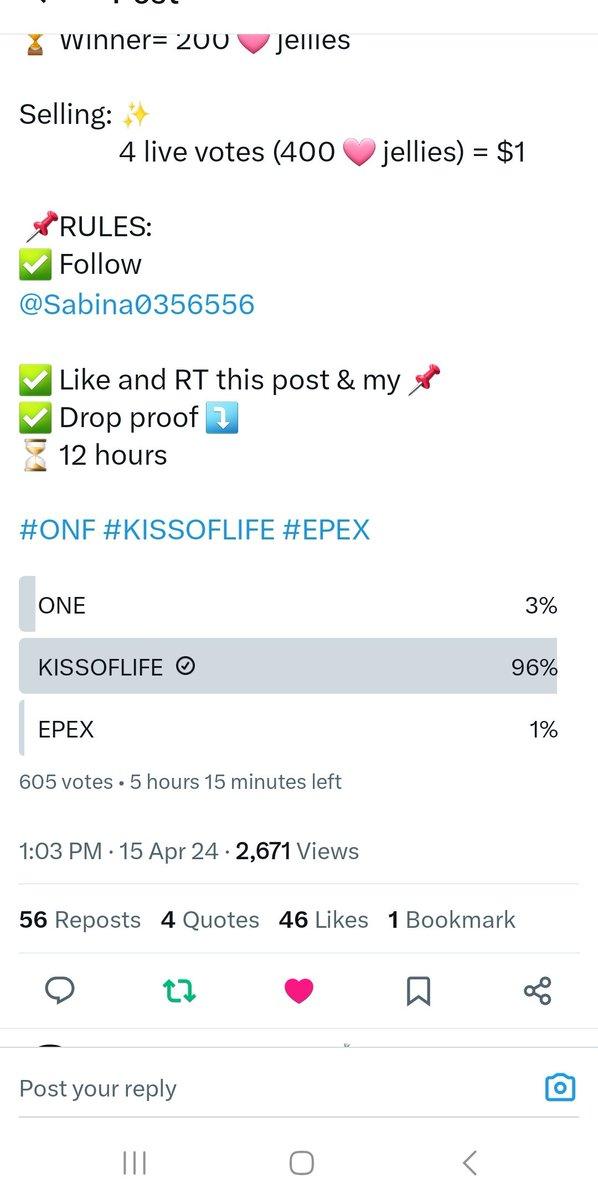 Post
⏳ Winner= 200 🩷 jellies
Selling: ✨
4 live votes (400 🩷 jellies) = $1
📌RULES:
✅ Follow
@Sabina0356556
✅ Like and RT this post & my 📌
✅ Drop proof ⤵️
⏳ 12 hours
#ONF #KISSOFLIFE #EPEX
ONE 3%
KISSOFLIFE 96%
EPEX 1%
605 votes • 5 hours 15 minutes left
1:03 PM · 15 Apr 24 · 2,671 Views
56 Reposts 4 Quotes 46 Likes 1 Bookmark
Post your reply